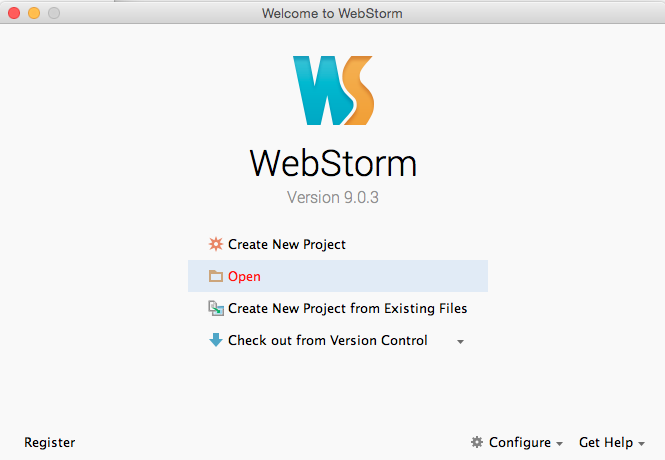 Welcome to WebStorm
WS
WebStorm
Version 9.0.3
Create New Project
Open
Create New Project from Existing Files
Check out from Version Control
Register
Configure
Get Help